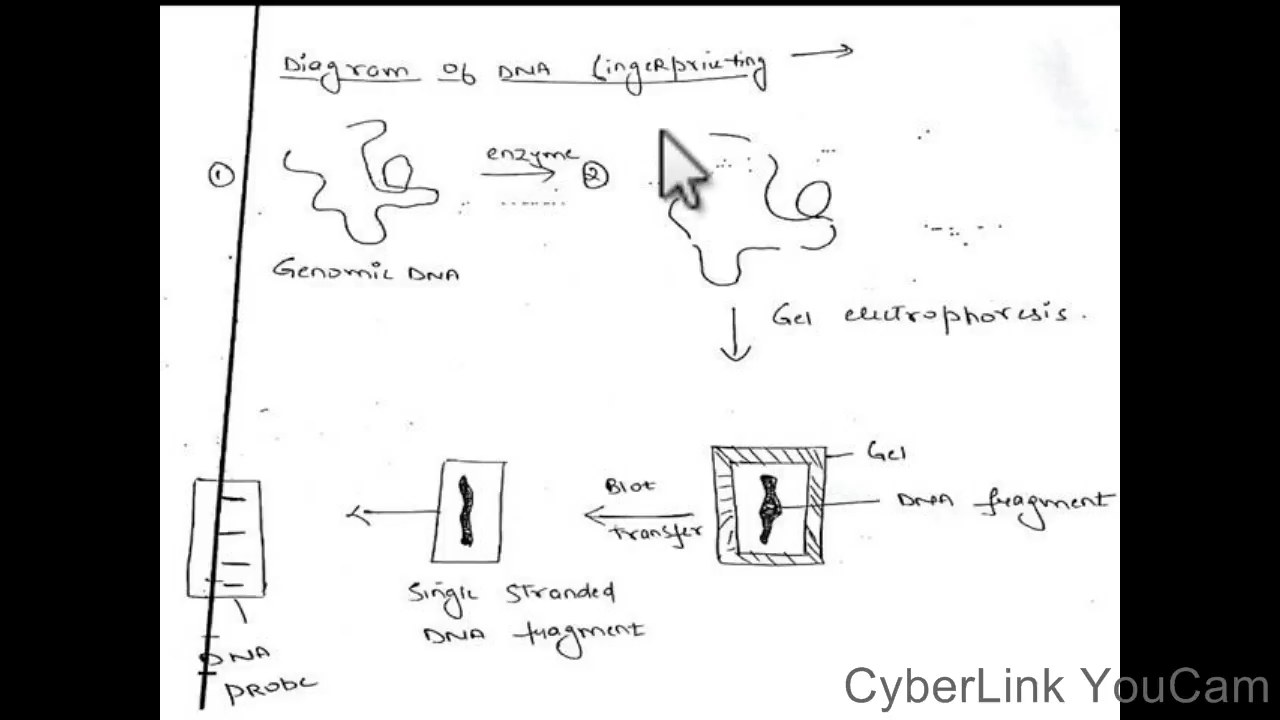 Diagram Of DNA fingerprinting
① enzyme ②
Genomic DNA
Gel electrophoresis.
Gel
Blot
transfer
DNA fragment
Single Stranded
DNA fragment
DNA
Probe
CyberLink YouCam